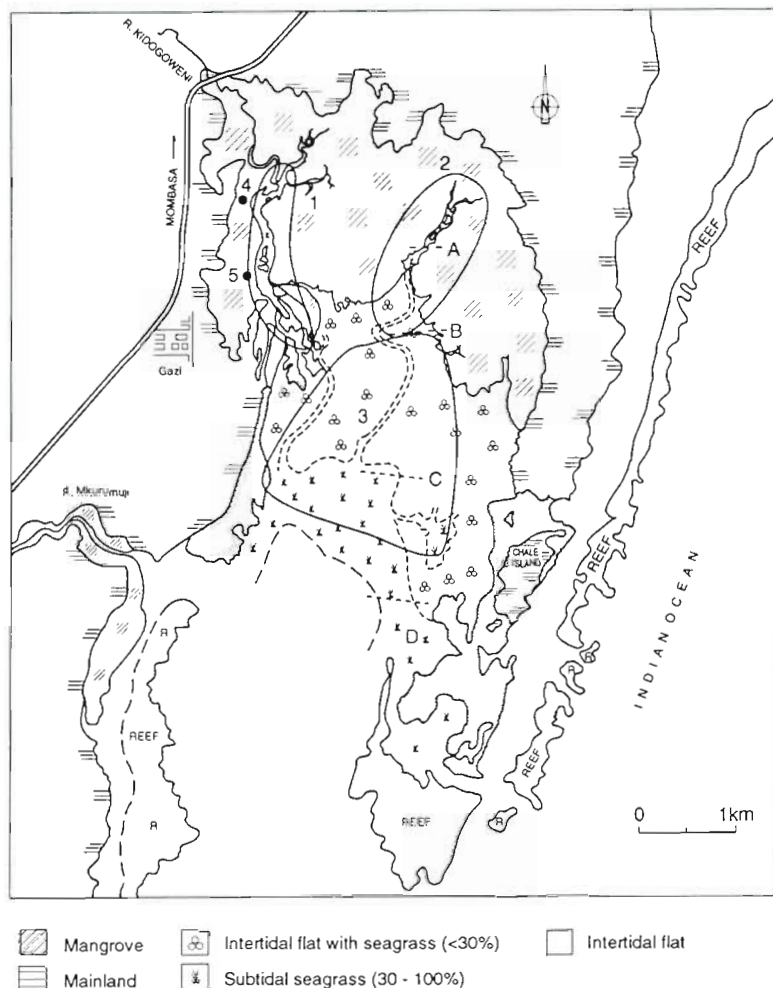 R. KIDOGOWENI
N
MOMBASA
2
4
1
A
5
B
Gazi
3
C
R. Mkurumuji
REEF
CHALE
ISLAND
REEF
INDIAN OCEAN
R
D
R
R
REEF
REEF
R
REEF
R
0 1km
Mangrove
Intertidal flat with seagrass (<30%)
Intertidal flat
Mainland
Subtidal seagrass (30 - 100%)